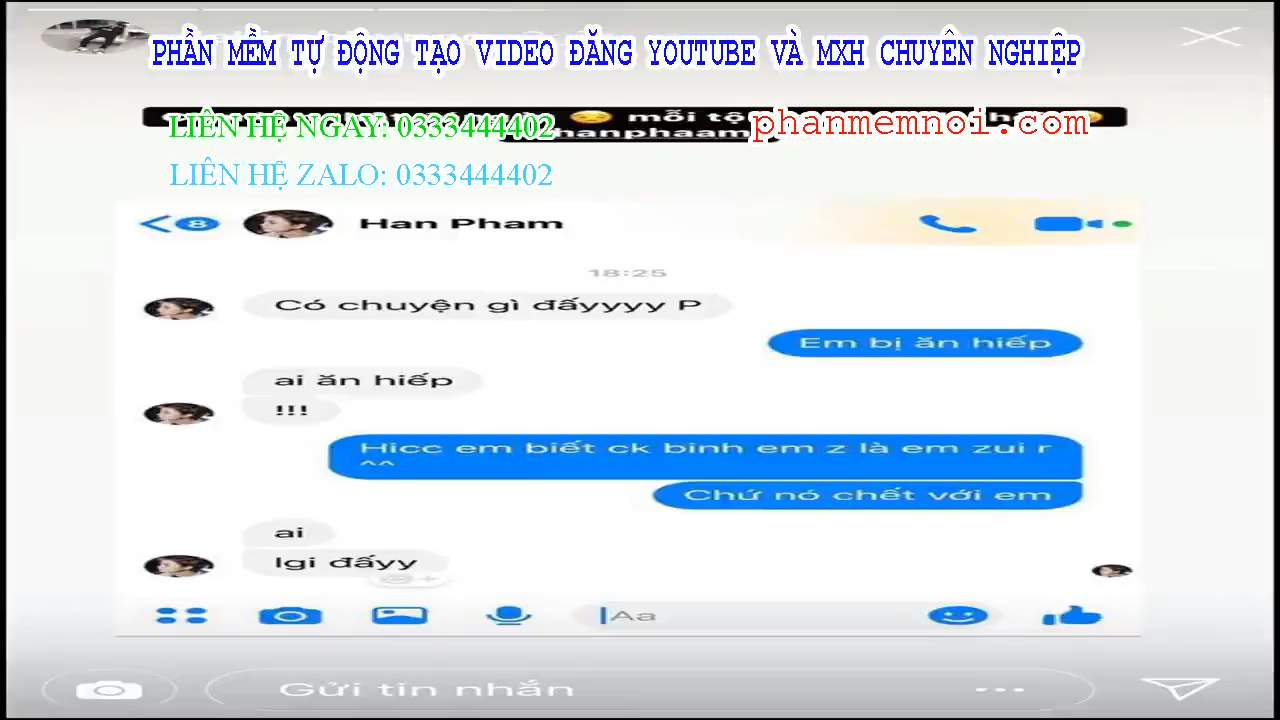 PHẦN MỀM TỰ ĐỘNG TẠO VIDEO ĐĂNG YOUTUBE VÀ MXH CHUYÊN NGHIỆP
mỗi tộ
LIÊN HỆ NGAY: 0333444402
phanmemnoi.com
hanphaam
LIÊN HỆ ZALO: 0333444402
8
Han Pham
18:25
Có chuyện gì đấyyyy P
Em bị ăn hiếp
ai ăn hiếp
!!!
Hicc em biết ck binh em z là em zui r
^^
Chứ nó chết với em
ai
lgi đấyy
Aa
Gửi tin nhắn